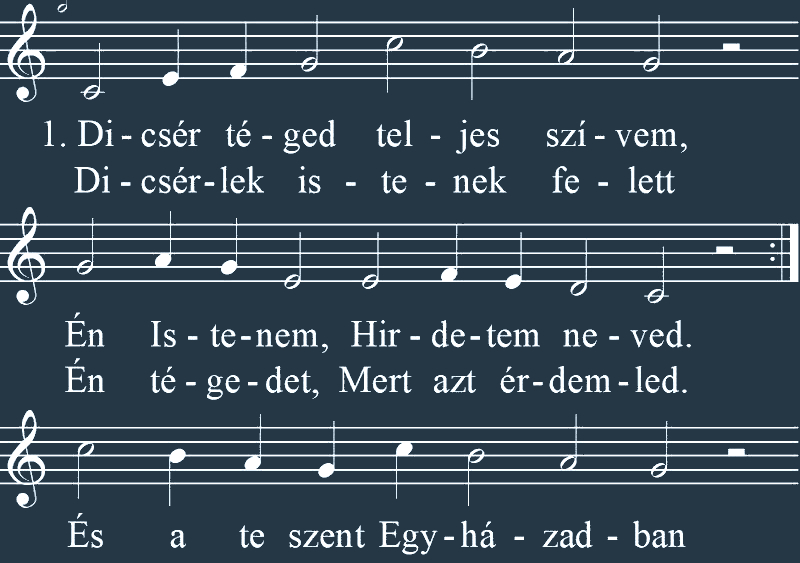 1. Di - csér té - ged tel - jes szí - vem,
Di - csér - lek is - te - nek fe - lett
Én Is - te - nem, Hir - de - tem ne - ved.
Én té - ge - det, Mert azt ér - dem - led.
És a te szent Egy - há - zad - ban